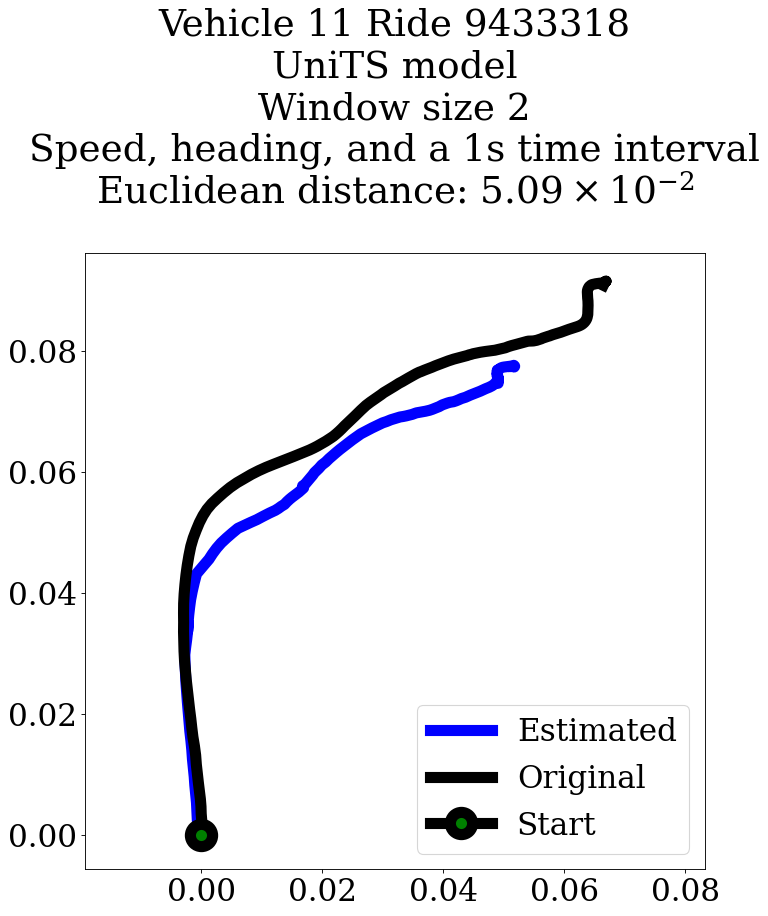 Vehicle 11 Ride 9433318
UniTS model
Window size 2
Speed, heading, and a 1s time interval
Euclidean distance: 5.09 × 10⁻²
0.08
0.06
0.04
0.02
0.00
Estimated
Original
Start
0.00 0.02 0.04 0.06 0.08